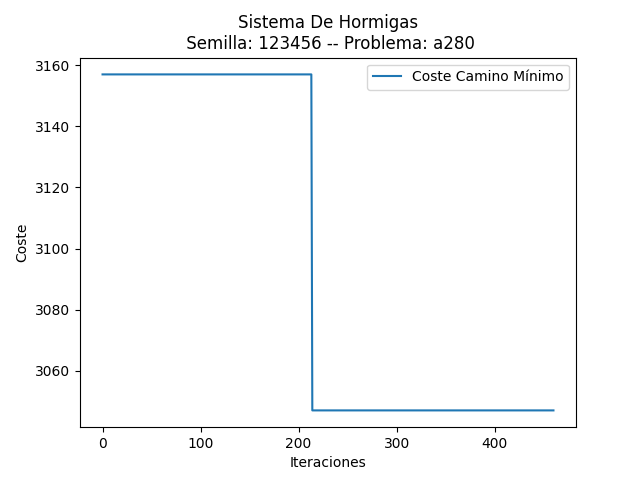 Sistema De Hormigas
Semilla: 123456 -- Problema: a280
Coste Camino Mínimo
3160
3140
3120
3100
3080
3060
Coste
0
100
200
300
400
Iteraciones